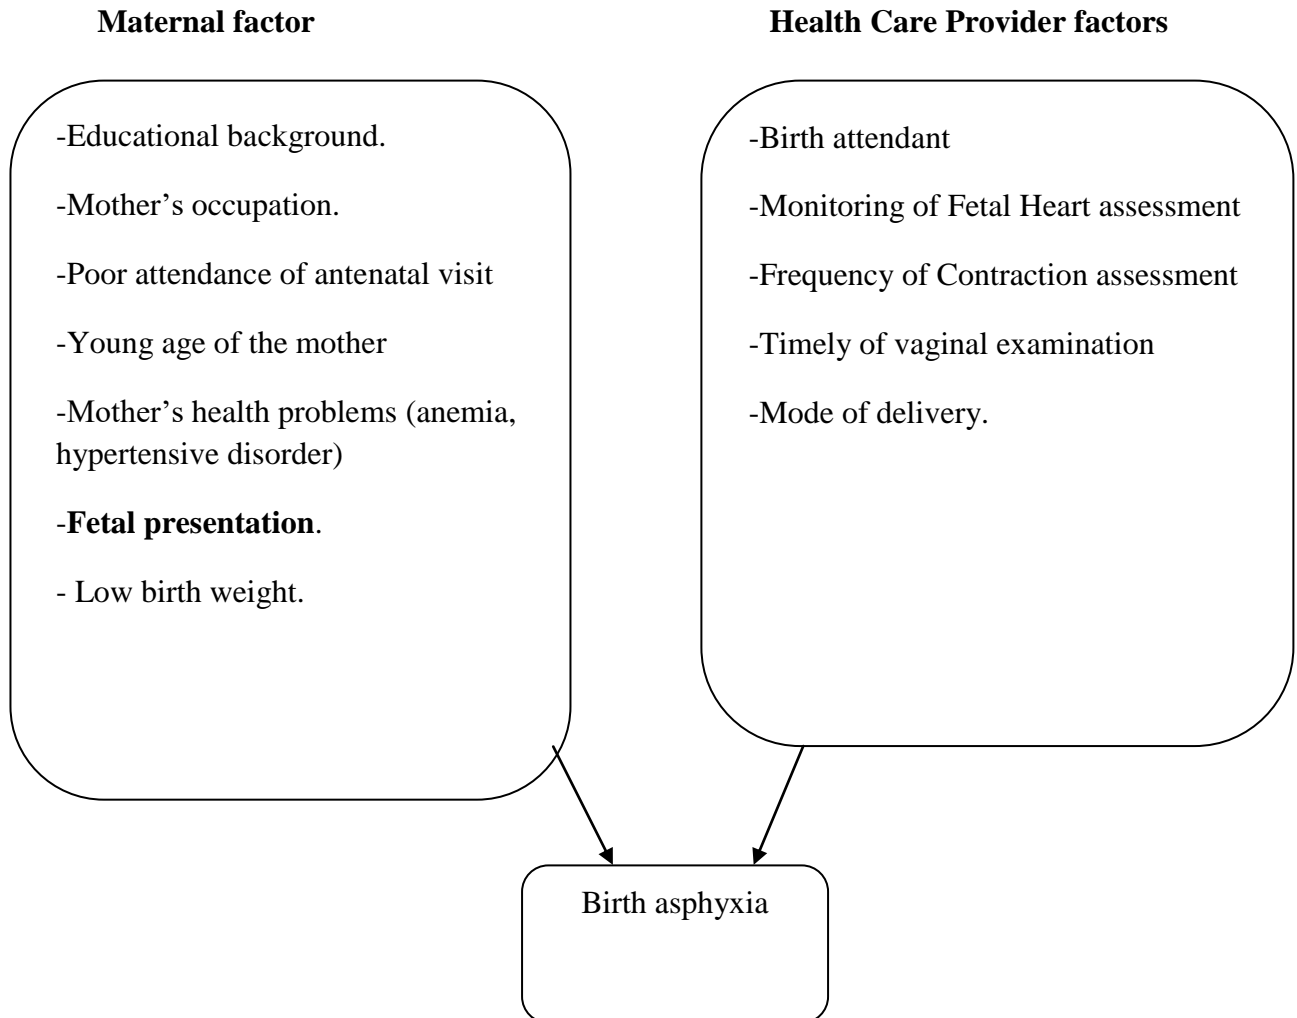 Maternal factor
Health Care Provider factors
-Educational background.
-Mother’s occupation.
-Poor attendance of antenatal visit
-Young age of the mother
-Mother’s health problems (anemia,
hypertensive disorder)
-Fetal presentation.
- Low birth weight.
-Birth attendant
-Monitoring of Fetal Heart assessment
-Frequency of Contraction assessment
-Timely of vaginal examination
-Mode of delivery.
Birth asphyxia